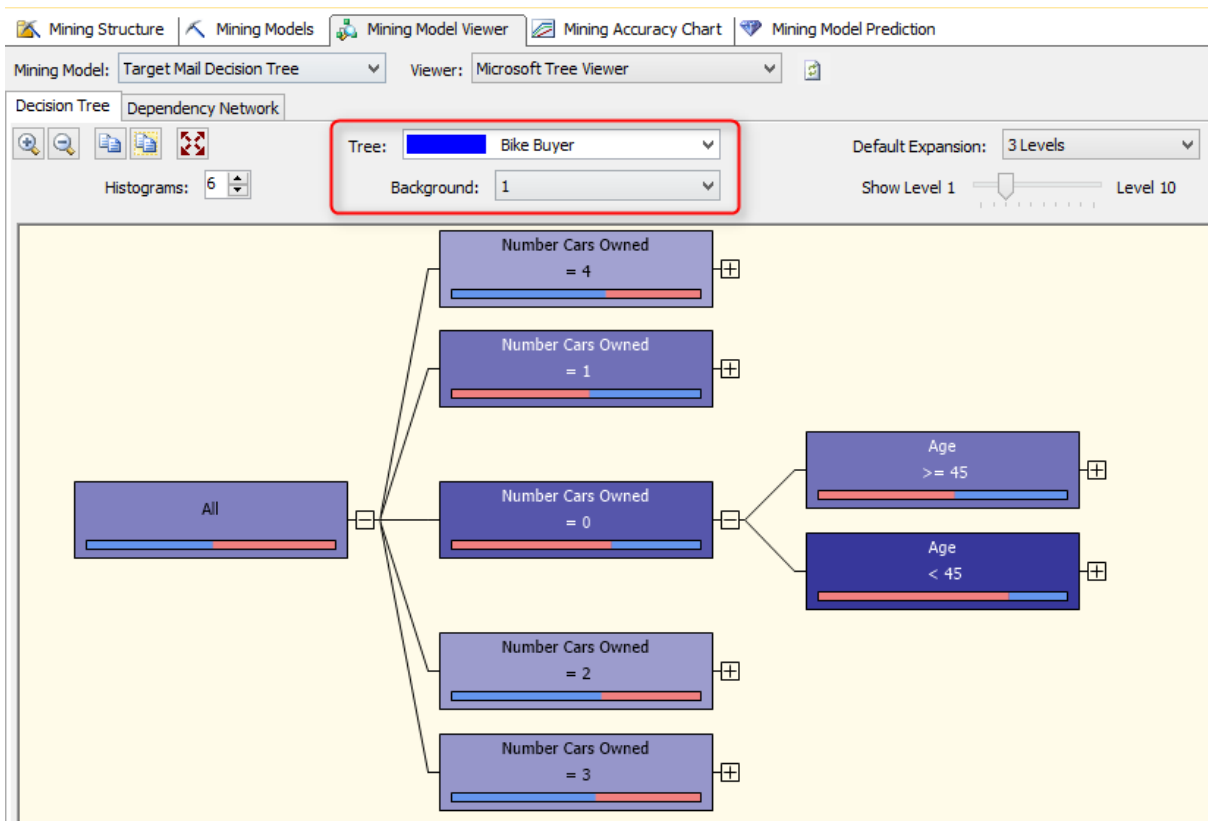 Mining Structure Mining Models Mining Model Viewer Mining Accuracy Chart Mining Model Prediction
Mining Model: Target Mail Decision Tree Viewer: Microsoft Tree Viewer
Decision Tree Dependency Network
Tree: Bike Buyer Default Expansion: 3 Levels
Histograms: 6 Background: 1 Show Level 1 Level 10
Number Cars Owned
= 4
Number Cars Owned
= 1
Age
>= 45
All
Number Cars Owned
= 0
Age
< 45
Number Cars Owned
= 2
Number Cars Owned
= 3